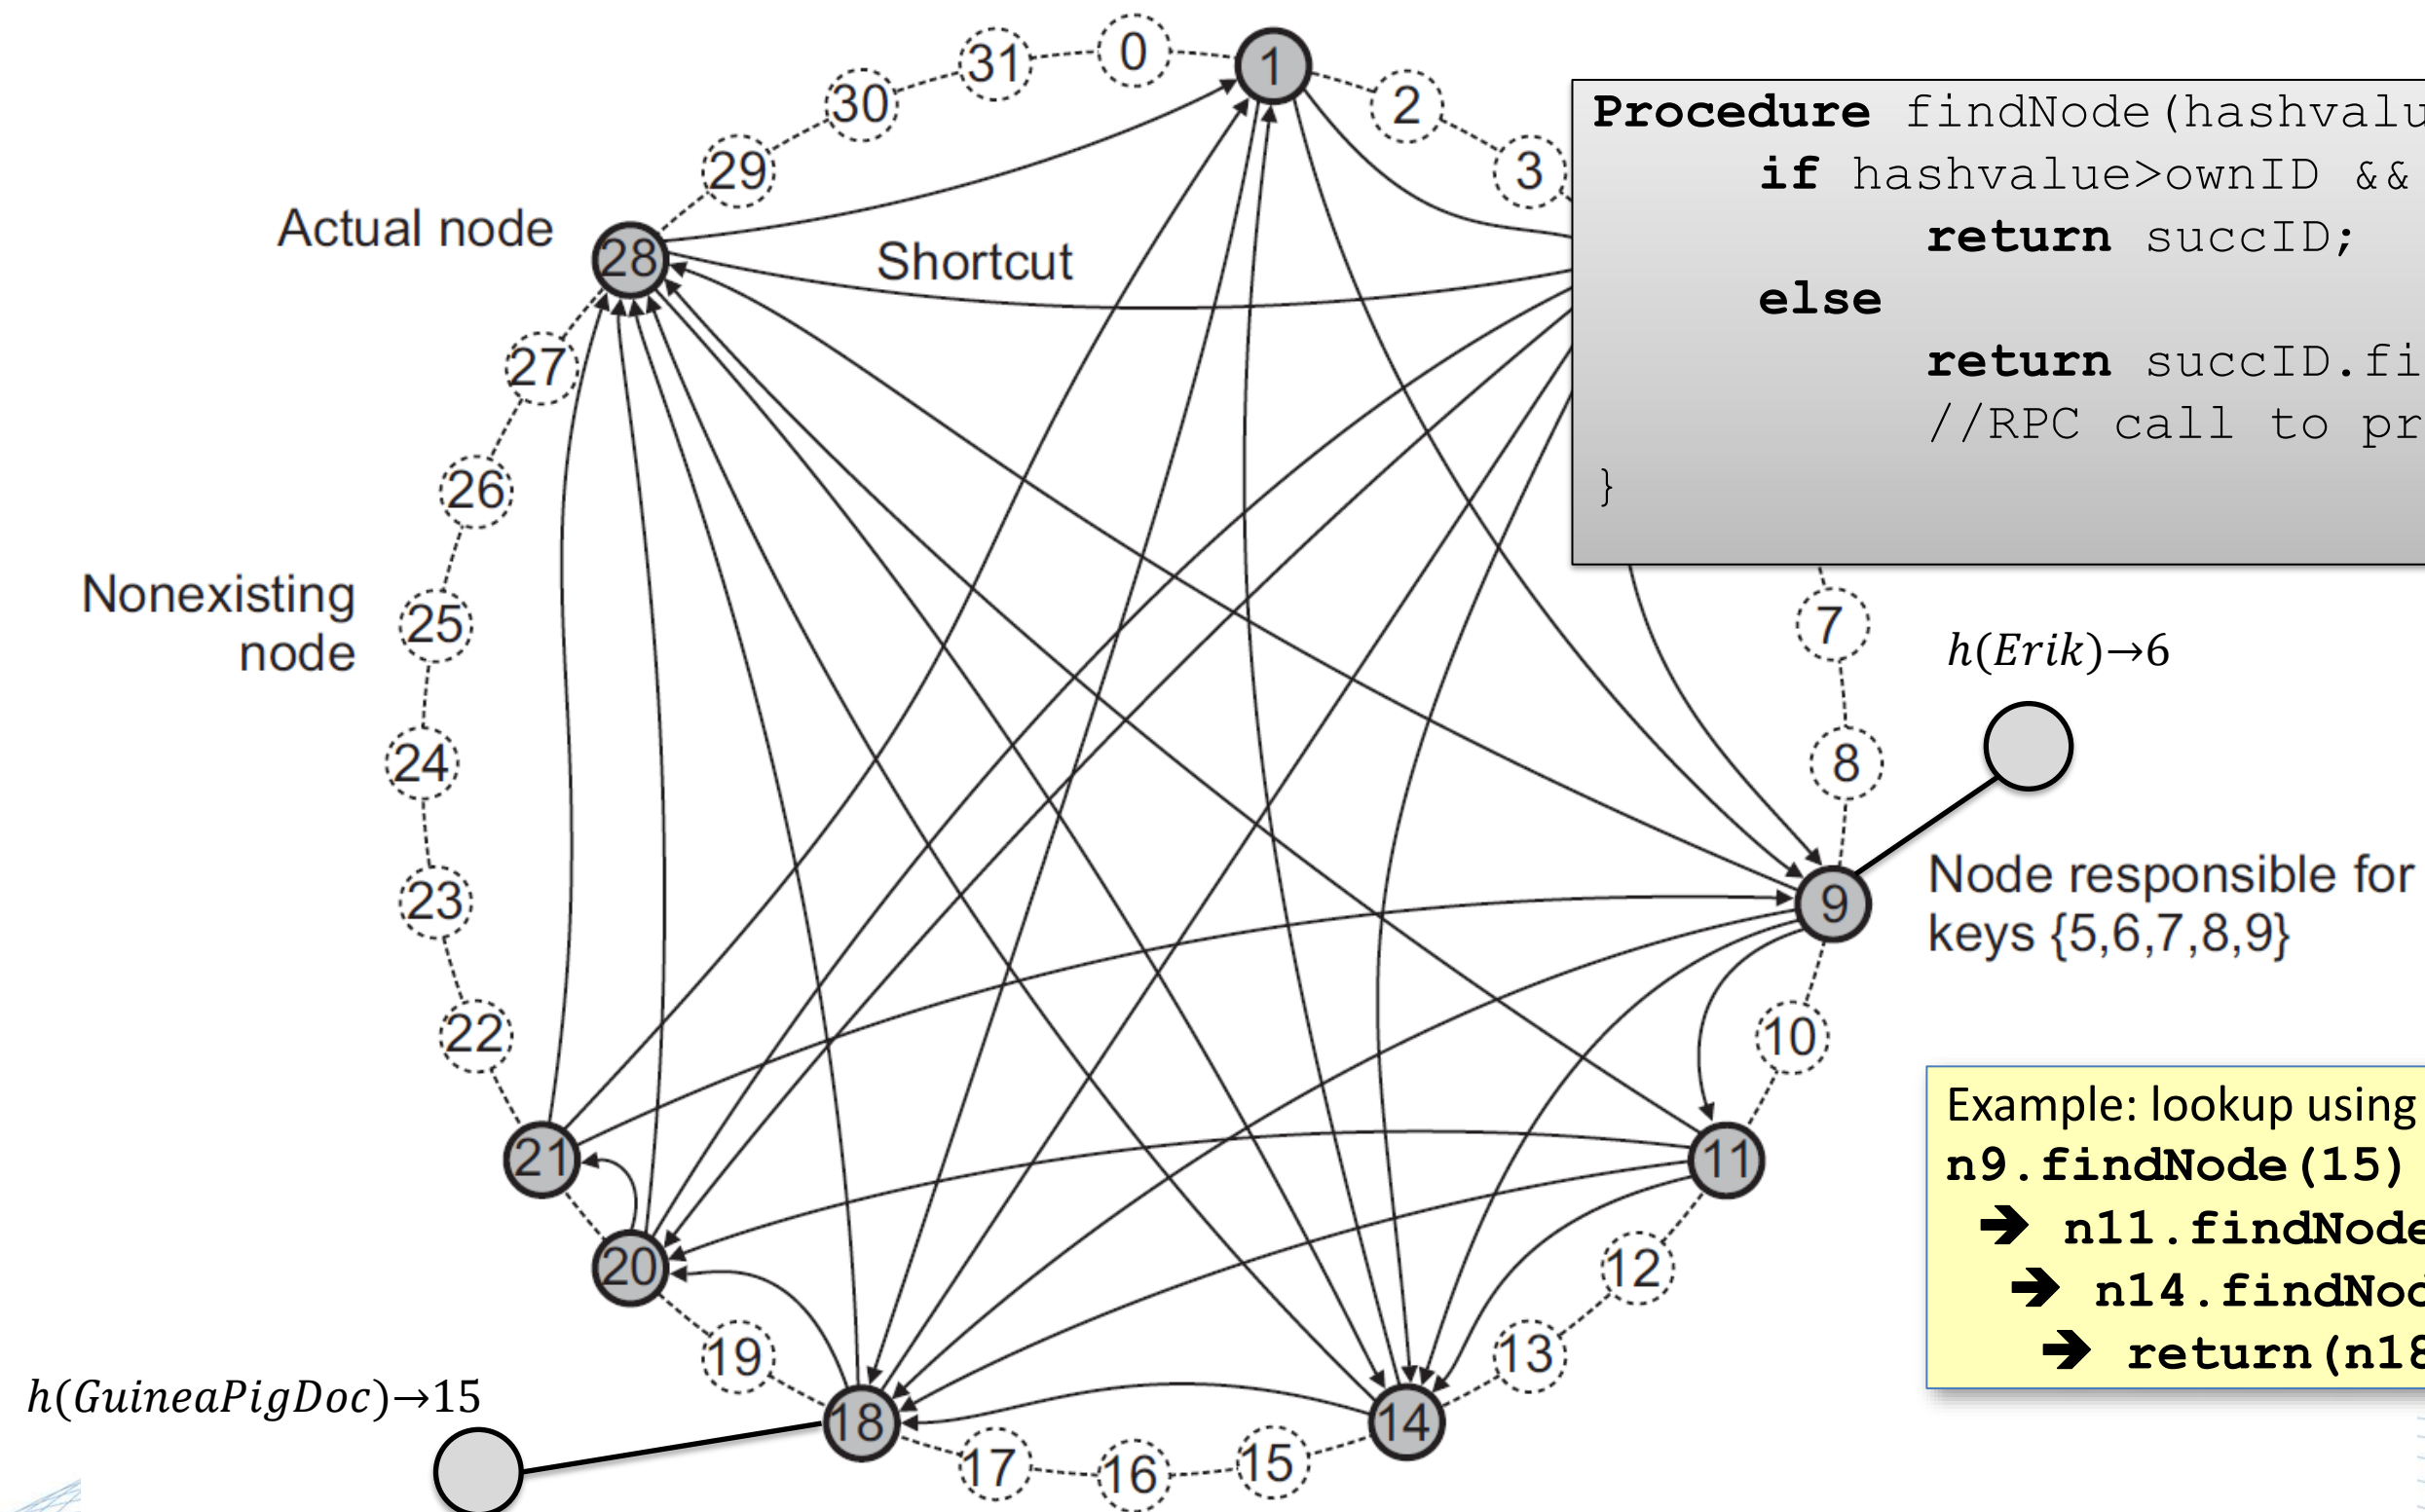 0
1
2
3
31
30
29
28
27
26
25
24
23
22
21
20
19
18
17
16
15
14
13
12
11
10
9
8
7
Actual node
Shortcut
Nonexisting
node
Procedure findNode(hashvalu
if hashvalue>ownID &&
return succID;
else
return succID.fi
//RPC call to pr
}
h(Erik)→6
Node responsible for
keys {5,6,7,8,9}
Example: lookup using
n9.findNode(15)
➔ n11.findNode
➔ n14.findNod
➔ return(n18
h(GuineaPigDoc)→15